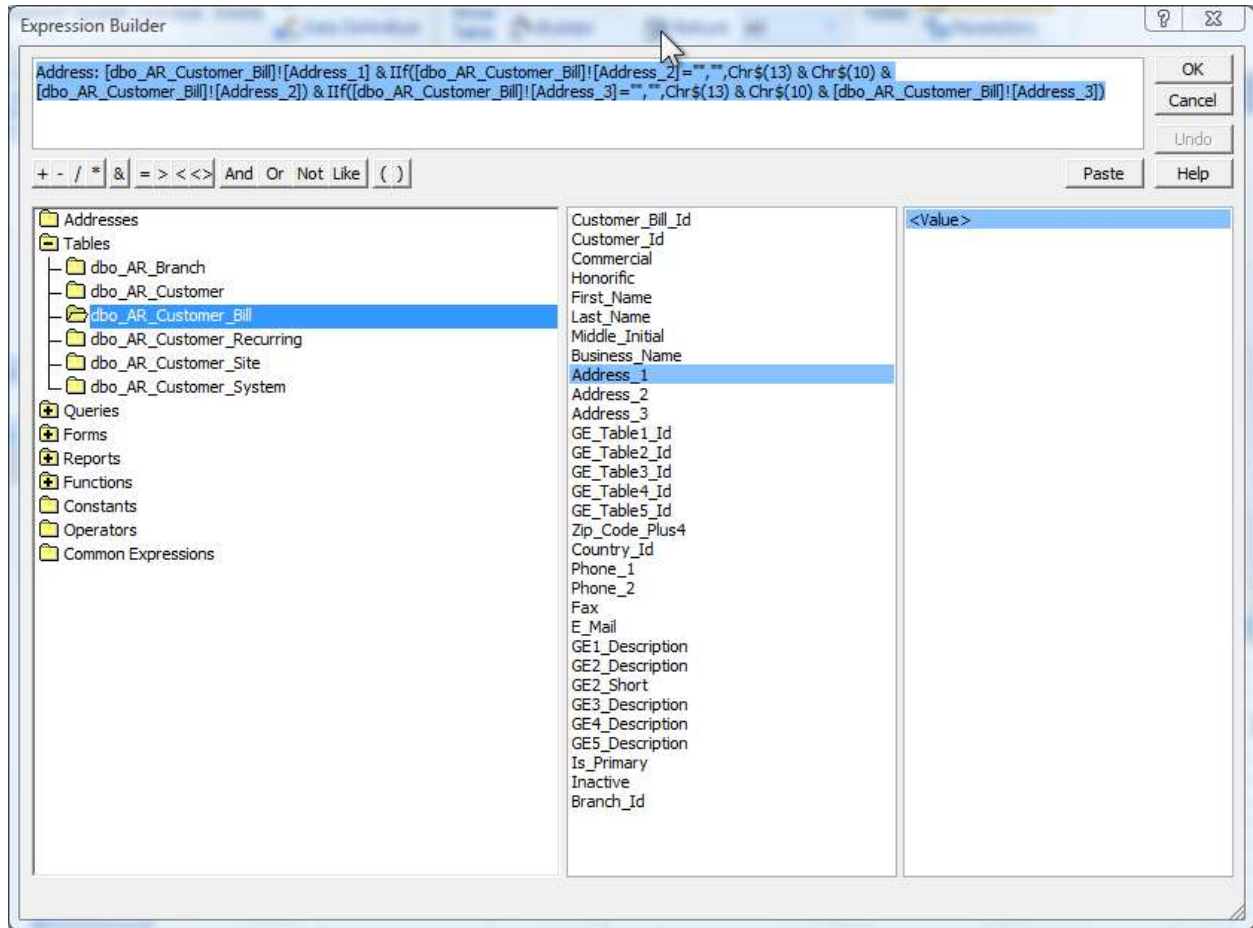 Expression Builder
Address: [dbo_AR_Customer_Bill]![Address_1] & IIf([dbo_AR_Customer_Bill]![Address_2]="","",Chr$(13) & Chr$(10) &
[dbo_AR_Customer_Bill]![Address_2]) & IIf([dbo_AR_Customer_Bill]![Address_3]="","",Chr$(13) & Chr$(10) & [dbo_AR_Customer_Bill]![Address_3])
OK
Cancel
Undo
+ - / * & = > < <> And Or Not Like ( )
Paste
Help
Addresses
Tables
dbo_AR_Branch
dbo_AR_Customer
dbo_AR_Customer_Bill
dbo_AR_Customer_Recurring
dbo_AR_Customer_Site
dbo_AR_Customer_System
Queries
Forms
Reports
Functions
Constants
Operators
Common Expressions
Customer_Bill_Id
Customer_Id
Commercial
Honorific
First_Name
Last_Name
Middle_Initial
Business_Name
Address_1
Address_2
Address_3
GE_Table1_Id
GE_Table2_Id
GE_Table3_Id
GE_Table4_Id
GE_Table5_Id
Zip_Code_Plus4
Country_Id
Phone_1
Phone_2
Fax
E_Mail
GE1_Description
GE2_Description
GE2_Short
GE3_Description
GE4_Description
GE5_Description
Is_Primary
Inactive
Branch_Id
<Value>